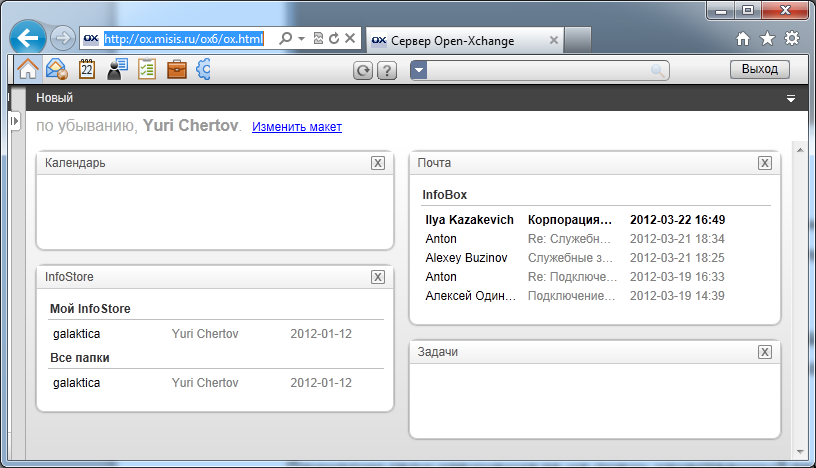 http://ox.misis.ru/ox6/ox.html
ox Сервер Open-Xchange
22
Выход
Новый
по убыванию, Yuri Chertov. Изменить макет
Календарь
InfoStore
Мой InfoStore
galaktica Yuri Chertov 2012-01-12
Все папки
galaktica Yuri Chertov 2012-01-12
Почта
InfoBox
Ilya Kazakevich Корпорация... 2012-03-22 16:49
Anton Re: Служебн... 2012-03-21 18:34
Alexey Buzinov Служебные з... 2012-03-21 18:25
Anton Re: Подключе... 2012-03-19 16:33
Алексей Один... Подключение... 2012-03-19 14:39
Задачи